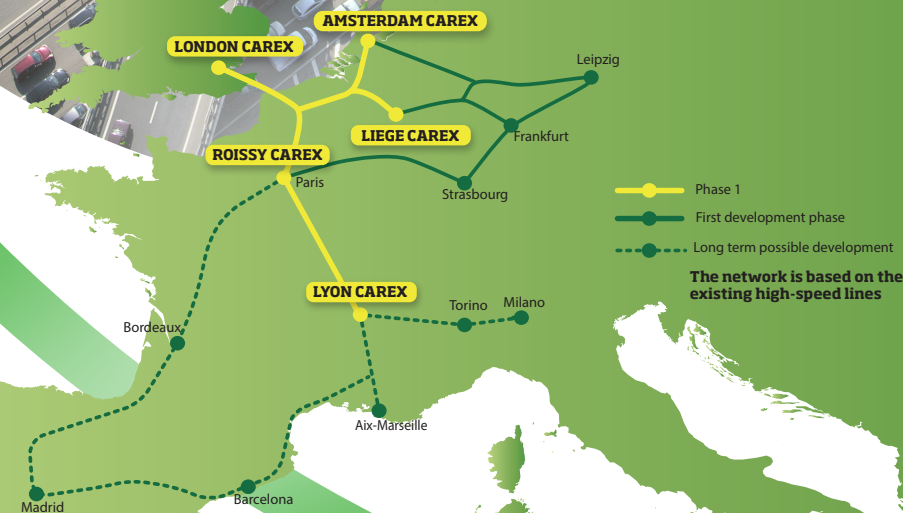 AMSTERDAM CAREX
LONDON CAREX
Leipzig
LIEGE CAREX
Frankfurt
ROISSY CAREX
Paris
Strasbourg
Phase 1
First development phase
Long term possible development
The network is based on the
existing high-speed lines
LYON CAREX
Torino
Milano
Bordeaux
Aix-Marseille
Barcelona
Madrid